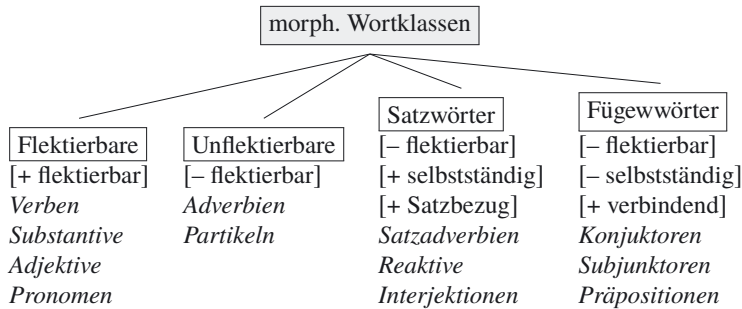 morph. Wortklassen
Flektierbare
[+ flektierbar]
Verben
Substantive
Adjektive
Pronomen
Unflektierbare
[– flektierbar]
Adverbien
Partikeln
Satzwörter
[– flektierbar]
[+ selbstständig]
[+ Satzbezug]
Satzadverbien
Reaktive
Interjektionen
Fügewwörter
[– flektierbar]
[– selbstständig]
[+ verbindend]
Konjuktoren
Subjunktoren
Präpositionen